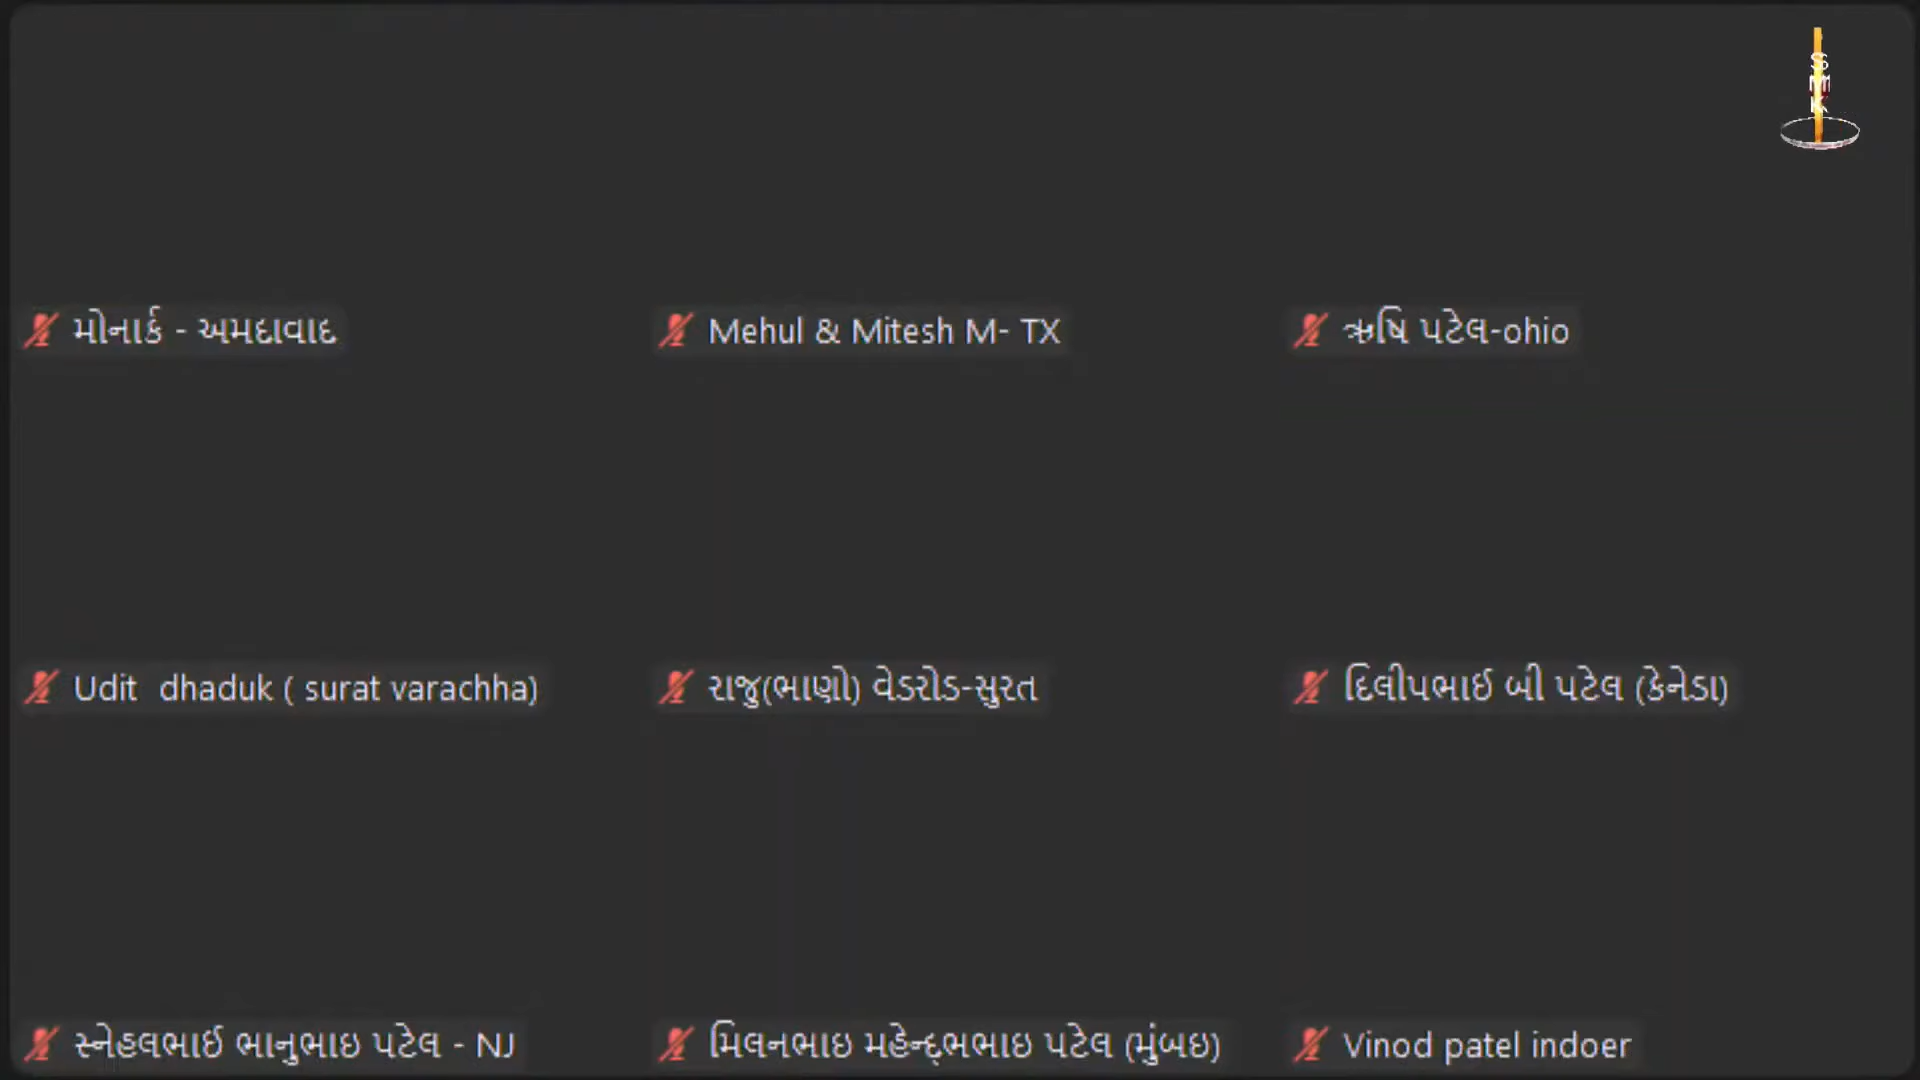 S
M
K
મોનાર્ક - અમદાવાદ
Mehul & Mitesh M- TX
ઋષિ પટેલ-ohio
Udit dhaduk ( surat varachha)
રાજુ(ભાણો) વેડરોડ-સુરત
દિલીપભાઈ બી પટેલ (કેનેડા)
સ્નેહલભાઈ ભાનુભાઇ પટેલ - NJ
મિલનભાઇ મહેન્દ્ભભાઇ પટેલ (મુંબઇ)
Vinod patel indoer